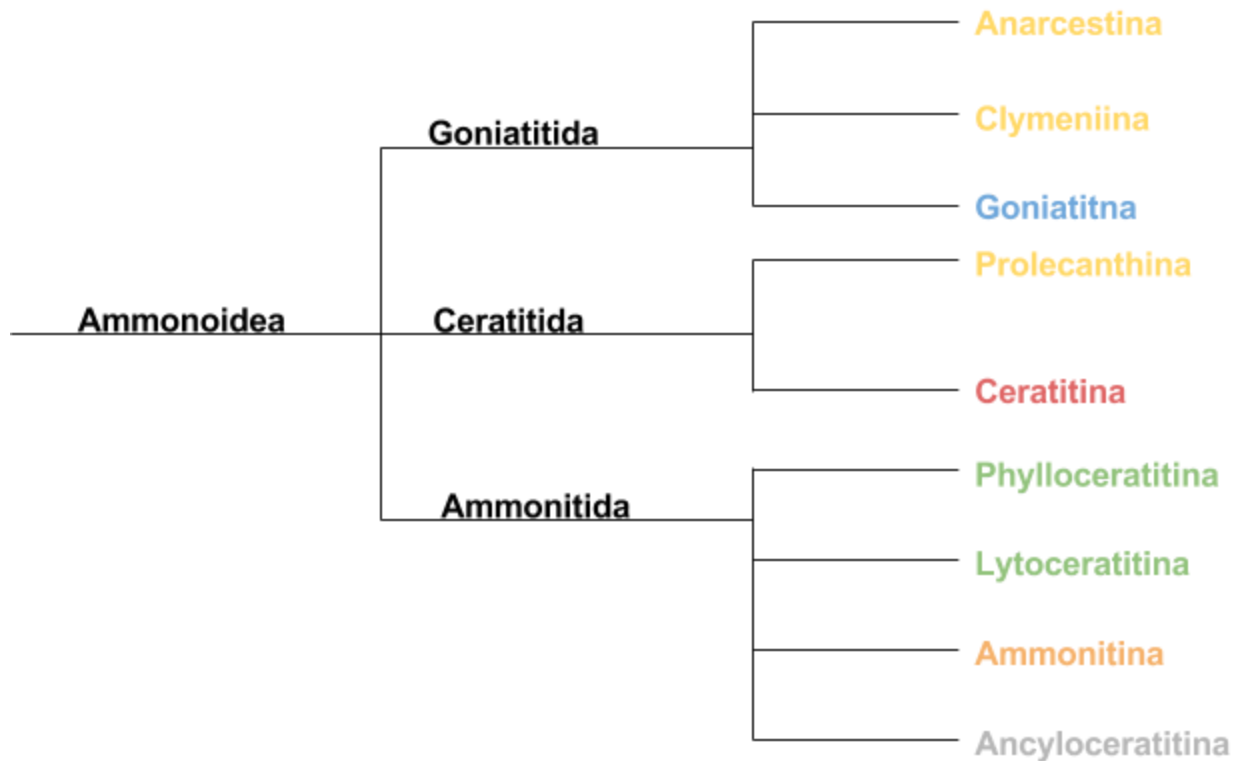 Anarcestina
Clymeniina
Goniatitida
Goniatitna
Prolecanthina
Ammonoidea
Ceratitida
Ceratitina
Phylloceratitina
Ammonitida
Lytoceratitina
Ammonitina
Ancyloceratitina